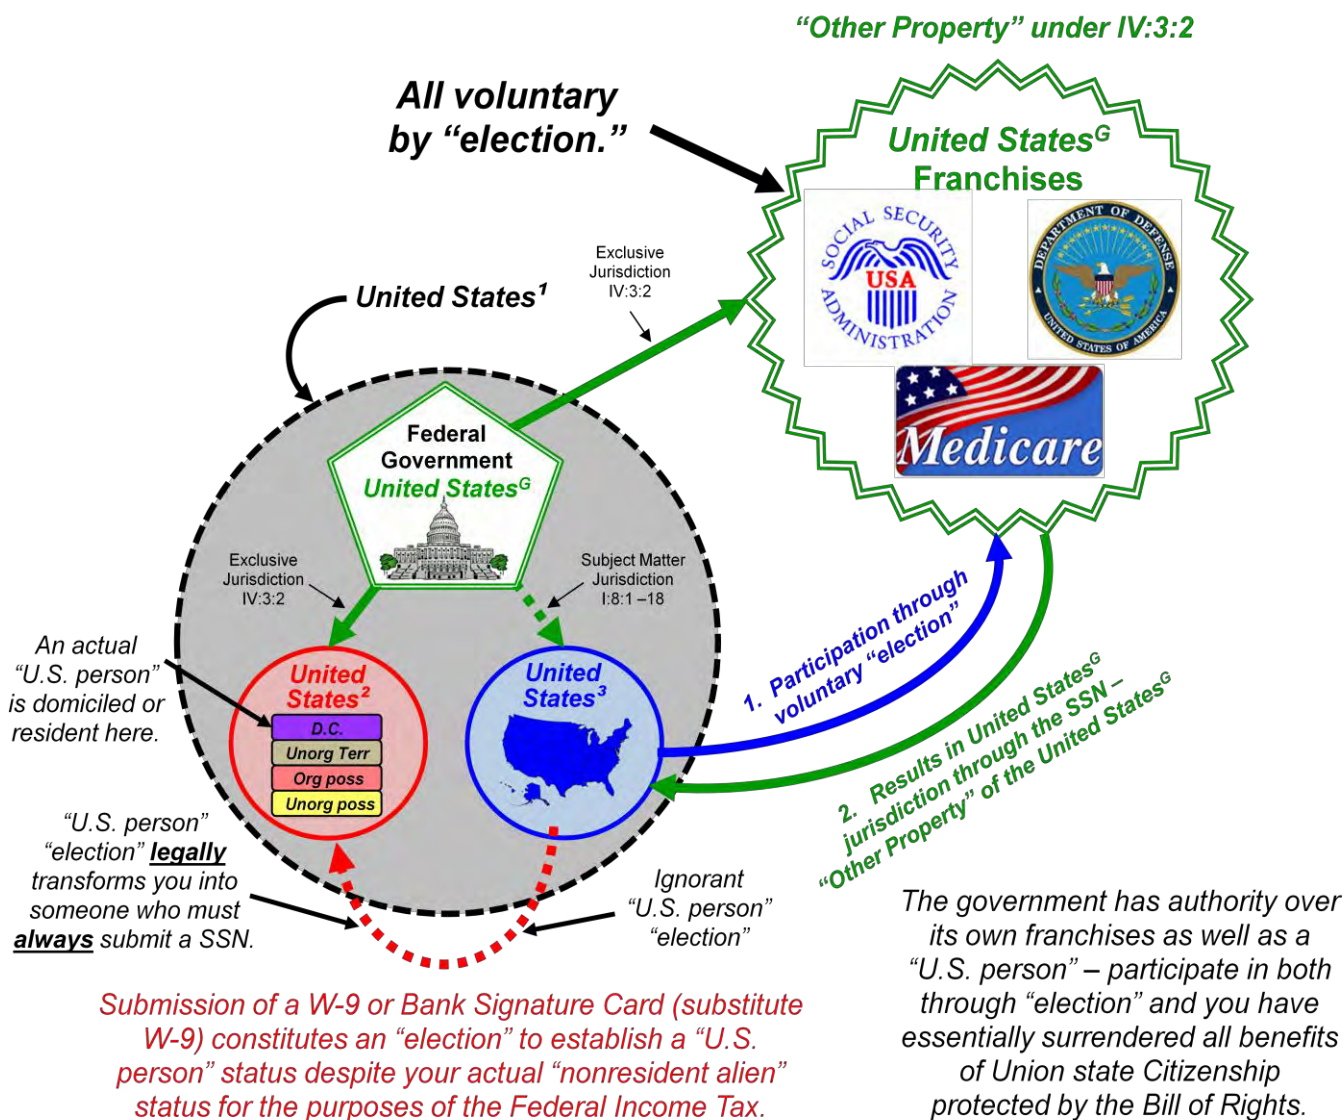 “Other Property” under IV:3:2
All voluntary
by “election.”
United Statesᴳ
Franchises
SOCIAL SECURITY
ADMINISTRATION
USA
DEPARTMENT OF DEFENSE
UNITED STATES OF AMERICA
Medicare
Exclusive
Jurisdiction
IV:3:2
United States¹
Federal
Government
United Statesᴳ
Exclusive
Jurisdiction
IV:3:2
Subject Matter
Jurisdiction
I:8:1 –18
An actual
“U.S. person”
is domiciled or
resident here.
United
States²
D.C.
Unorg Terr
Org poss
Unorg poss
United
States³
1. Participation through
voluntary “election”
2. Results in United Statesᴳ
jurisdiction through the SSN –
“Other Property” of the United Statesᴳ
“U.S. person”
“election” legally
transforms you into
someone who must
always submit a SSN.
Ignorant
“U.S. person”
“election”
Submission of a W-9 or Bank Signature Card (substitute
W-9) constitutes an “election” to establish a “U.S.
person” status despite your actual “nonresident alien”
status for the purposes of the Federal Income Tax.
The government has authority over
its own franchises as well as a
“U.S. person” – participate in both
through “election” and you have
essentially surrendered all benefits
of Union state Citizenship
protected by the Bill of Rights.